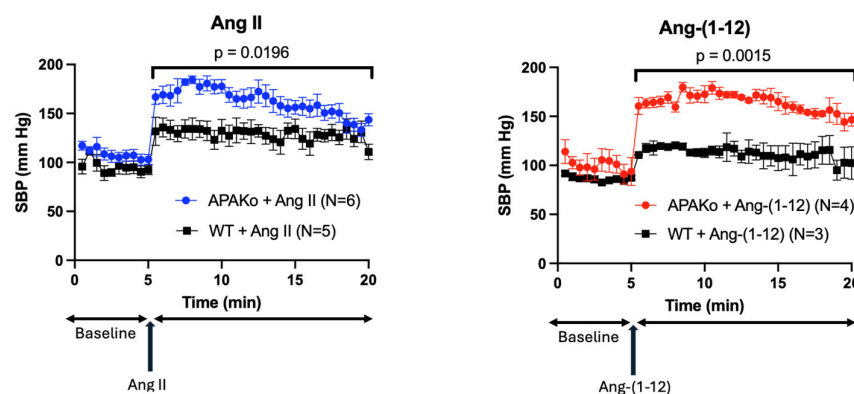 Ang II
p = 0.0196
200
150
100
50
0
SBP (mm Hg)
APAKo + Ang II (N=6)
WT + Ang II (N=5)
0 5 10 15 20
Time (min)
Baseline
Ang II
Ang-(1-12)
p = 0.0015
200
150
100
50
0
SBP (mm Hg)
APAKo + Ang-(1-12) (N=4)
WT + Ang-(1-12) (N=3)
0 5 10 15 20
Time (min)
Baseline
Ang-(1-12)